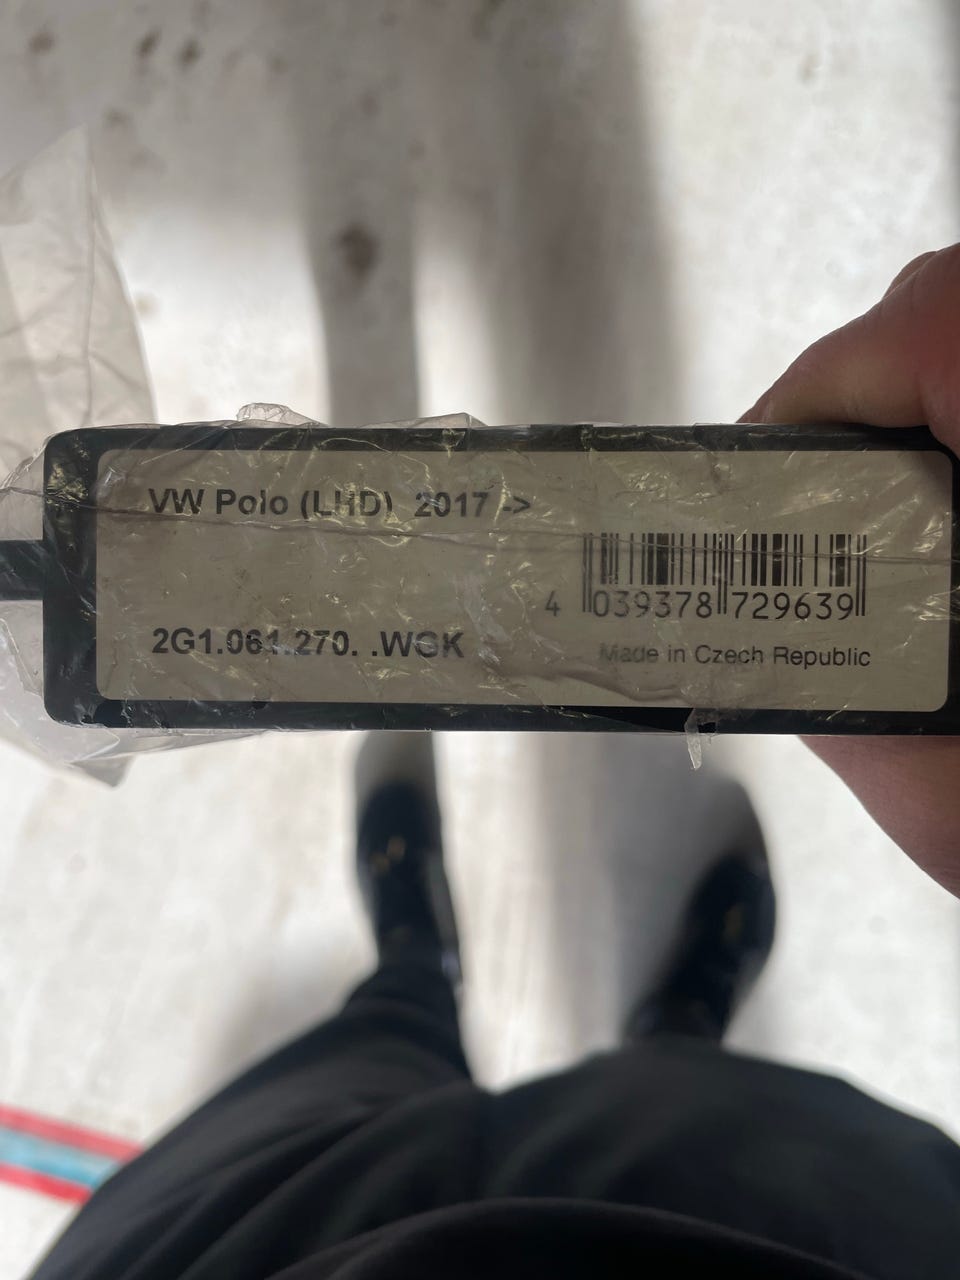 VW Polo (LHD) 2017 ->
4 039378 729639
2G1.061.270. .WGK
Made in Czech Republic